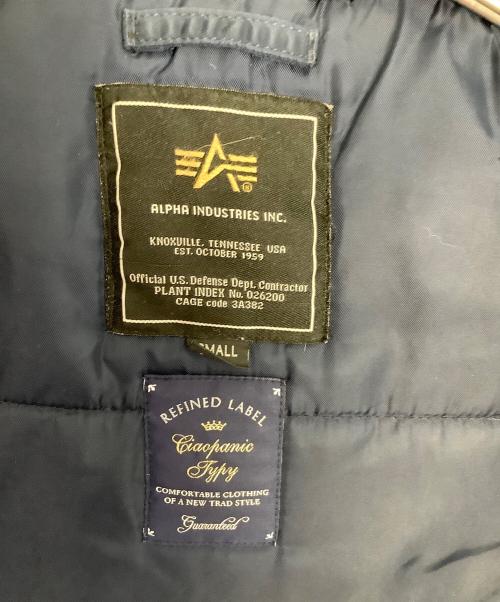 ALPHA INDUSTRIES INC.
KNOXVILLE, TENNESSEE USA
EST. OCTOBER 1959
Official U.S. Defense Dept. Contractor
PLANT INDEX No. 026200
CAGE code 3A382
SMALL
REFINED LABEL
Ciaopanic
Typy
COMFORTABLE CLOTHING
OF A NEW TRAD STYLE
Guaranteed